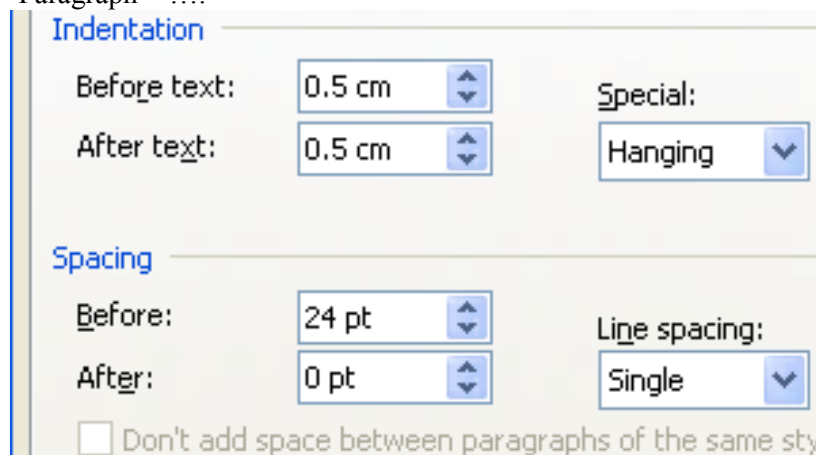 Indentation
Before text: 0.5 cm Special:
After text: 0.5 cm Hanging
Spacing
Before: 24 pt Line spacing:
After: 0 pt Single
Don't add space between paragraphs of the same